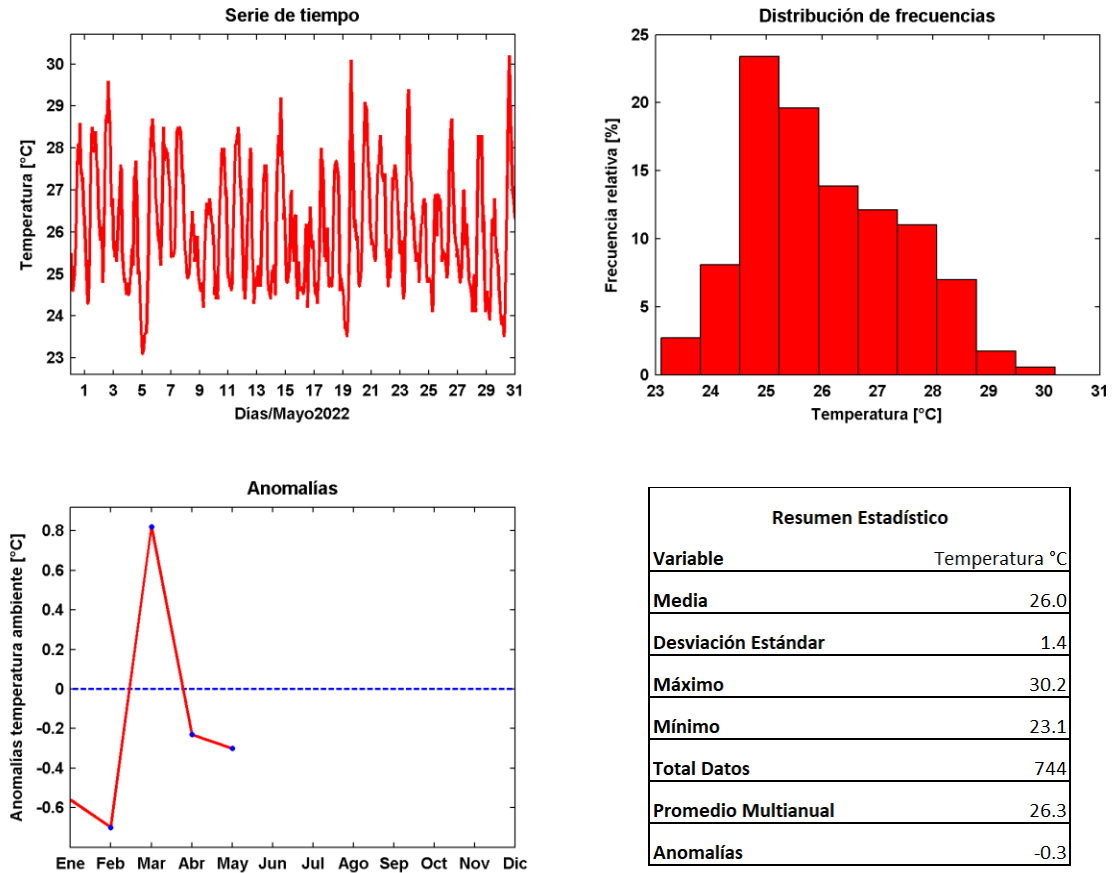 Serie de tiempo
Temperatura [°C]
30
29
28
27
26
25
24
23
1 3 5 7 9 11 13 15 17 19 21 23 25 27 29 31
Días/Mayo2022
Distribución de frecuencias
Frecuencia relativa [%]
25
20
15
10
5
0
23 24 25 26 27 28 29 30 31
Temperatura [°C]
Anomalías
Anomalías temperatura ambiente [°C]
0.8
0.6
0.4
0.2
0
-0.2
-0.4
-0.6
Ene Feb Mar Abr May Jun Jul Ago Sep Oct Nov Dic
Resumen Estadístico
Variable Temperatura °C
Media 26.0
Desviación Estándar 1.4
Máximo 30.2
Mínimo 23.1
Total Datos 744
Promedio Multianual 26.3
Anomalías -0.3